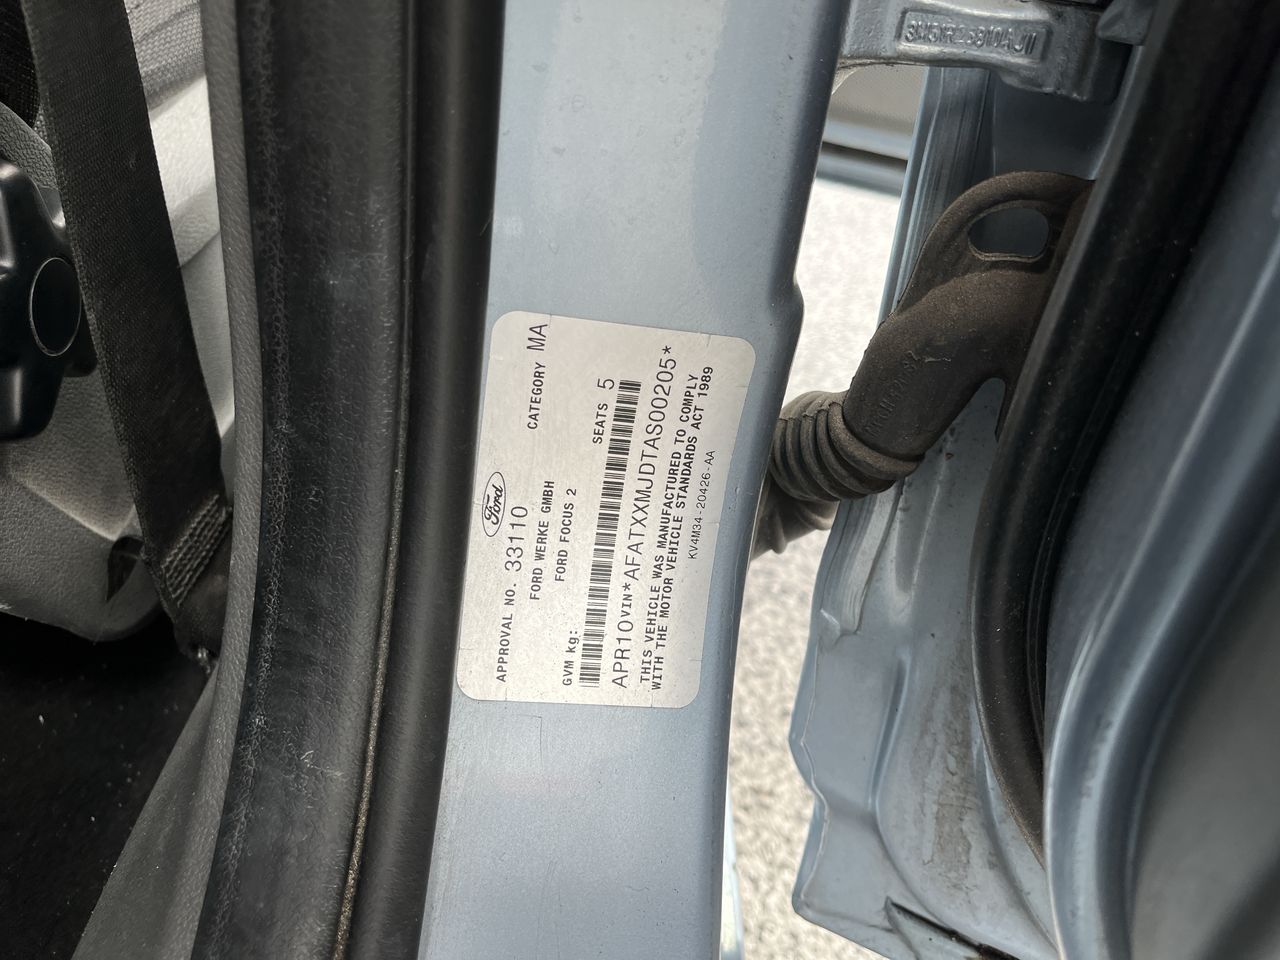 Ford
APPROVAL NO. 33110 CATEGORY MA
FORD WERKE GMBH
FORD FOCUS 2
GVM kg: SEATS 5
APR10 VIN*AFATXXMJDTAS00205*
THIS VEHICLE WAS MANUFACTURED TO COMPLY
WITH THE MOTOR VEHICLE STANDARDS ACT 1989
KV4M34-20426-AA